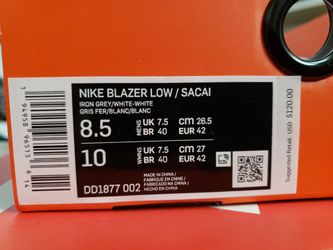 NIKE BLAZER LOW / SACAI
IRON GREY/WHITE-WHITE
GRIS FER/BLANC/BLANC
8.5 MENS UK 7.5 CM 26.5
BR 40 EUR 42
10 WMNS UK 7.5 CM 27
BR 40 EUR 42
DD1877 002
MADE IN CHINA /
FABRIQUÉ EN CHINE /
FABRICADO NA CHINA /
HECHO EN CHINA
Suggested Retail, USD $120.00